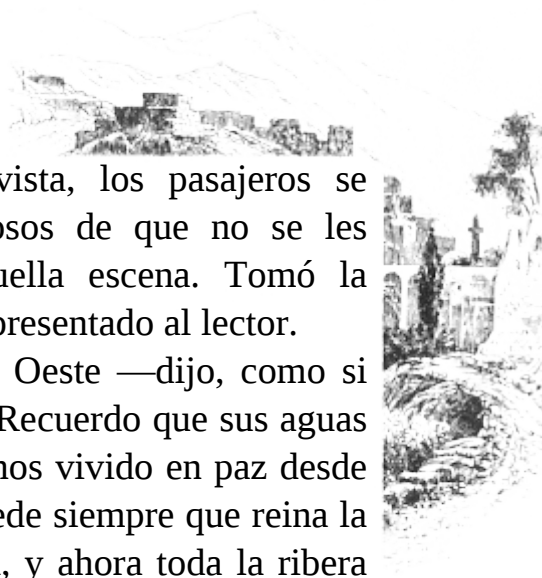 vista, los pasajeros se
osos de que no se les
uella escena. Tomó la
presentado al lector.
Oeste —dijo, como si
Recuerdo que sus aguas
nos vivido en paz desde
ede siempre que reina la
, y ahora toda la ribera